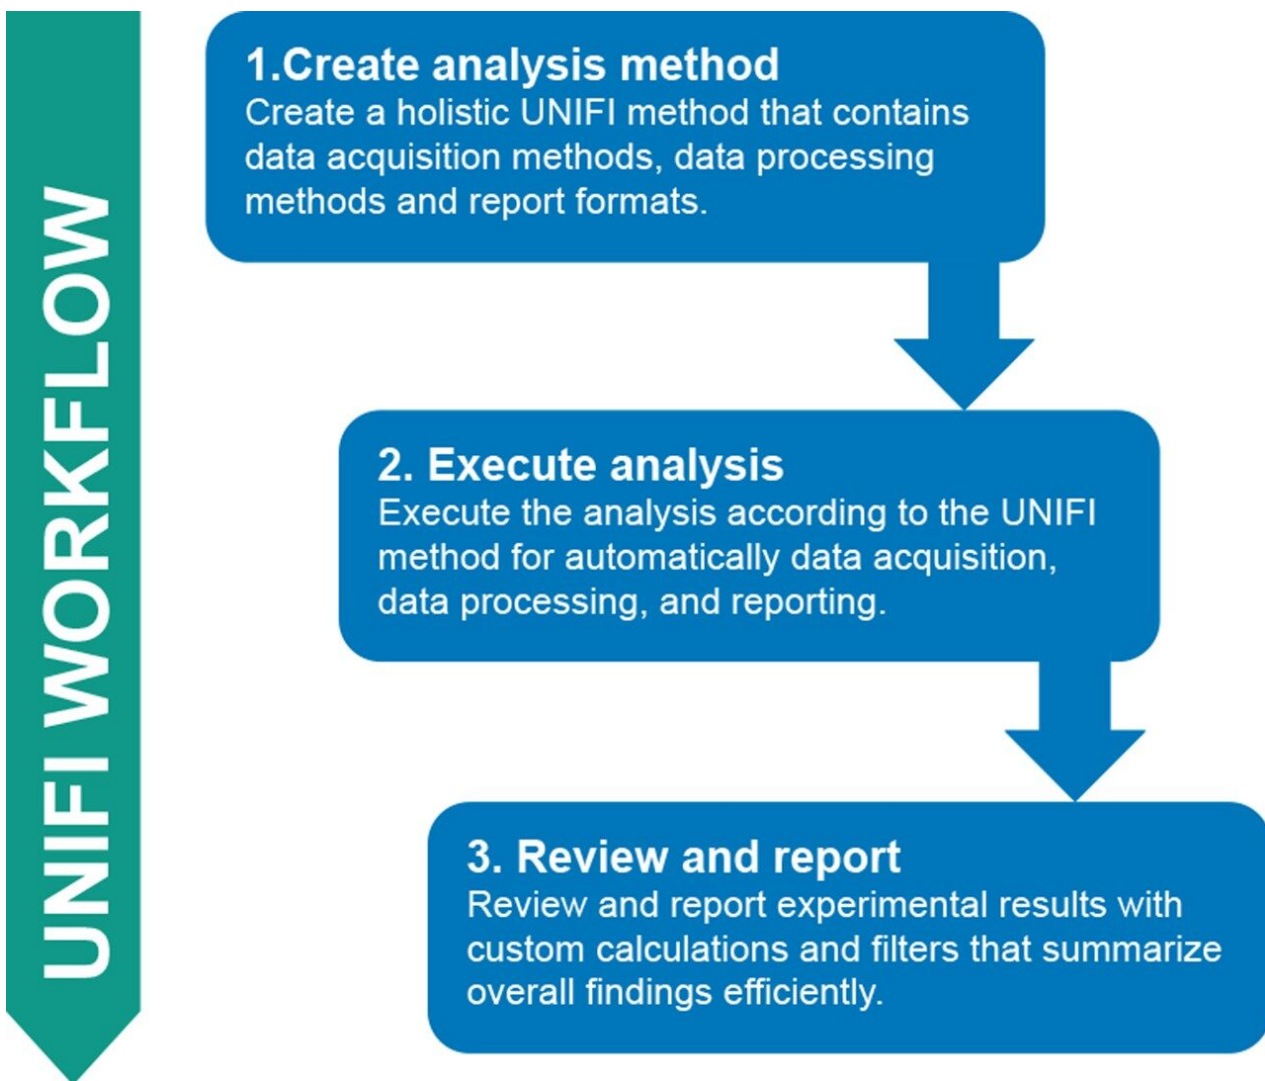 UNIFI WORKFLOW
1.Create analysis method
Create a holistic UNIFI method that contains
data acquisition methods, data processing
methods and report formats.
2. Execute analysis
Execute the analysis according to the UNIFI
method for automatically data acquisition,
data processing, and reporting.
3. Review and report
Review and report experimental results with
custom calculations and filters that summarize
overall findings efficiently.